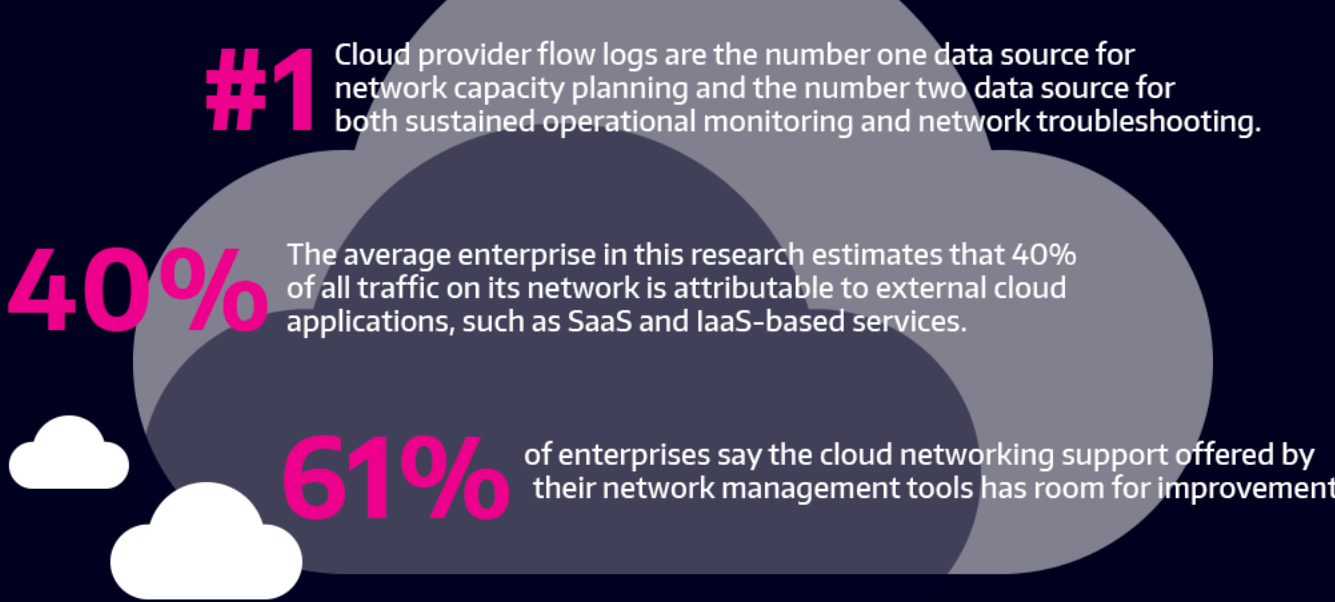 #1
Cloud provider flow logs are the number one data source for
network capacity planning and the number two data source for
both sustained operational monitoring and network troubleshooting.
40%
The average enterprise in this research estimates that 40%
of all traffic on its network is attributable to external cloud
applications, such as SaaS and IaaS-based services.
61%
of enterprises say the cloud networking support offered by
their network management tools has room for improvement